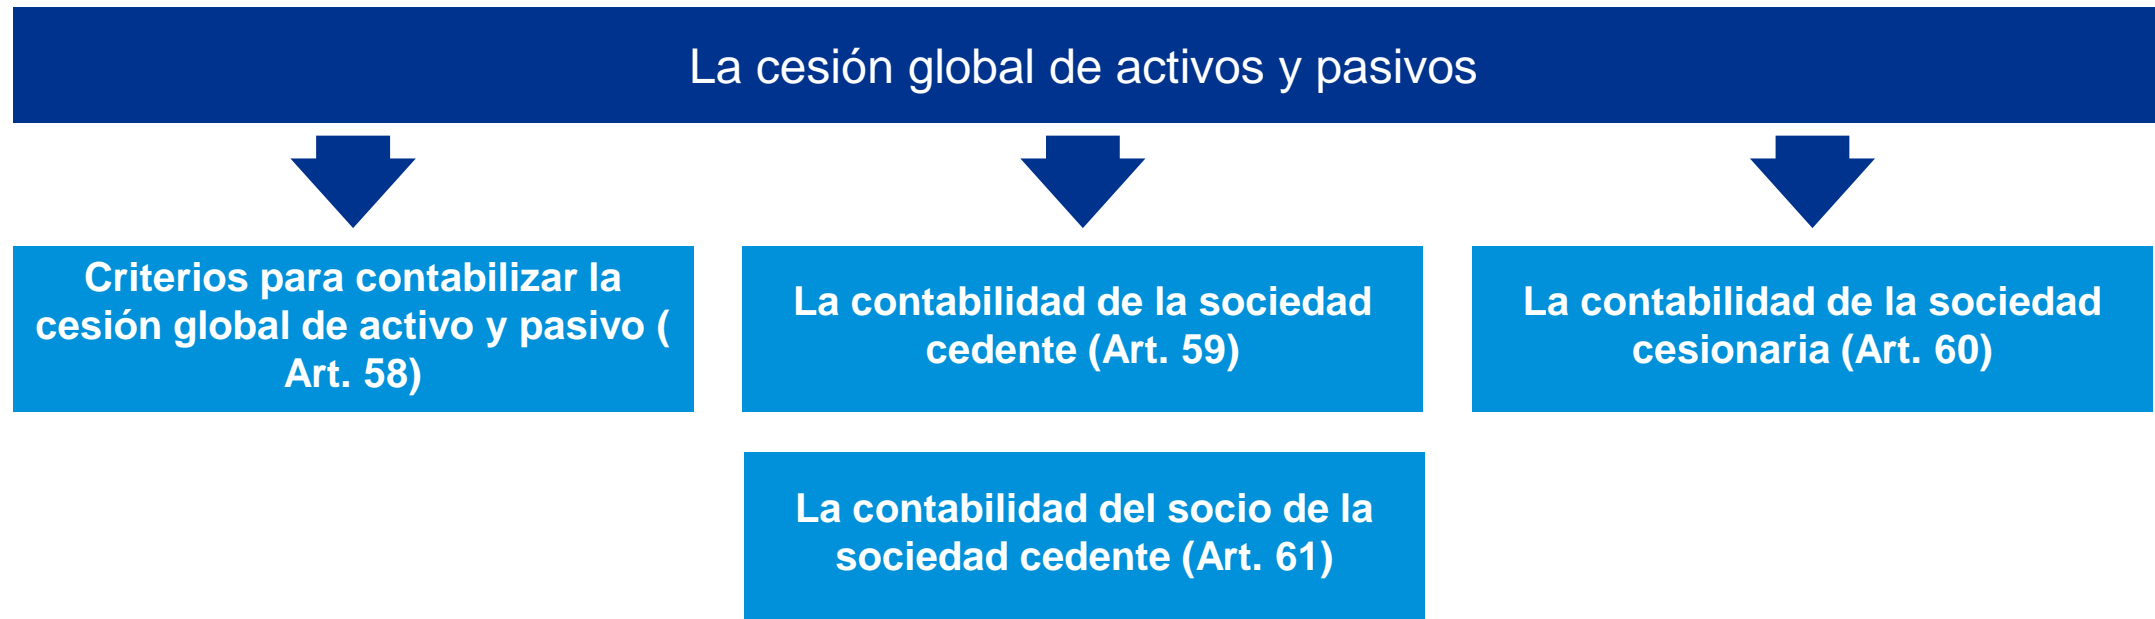 La cesión global de activos y pasivos
Criterios para contabilizar la
cesión global de activo y pasivo (
Art. 58)
La contabilidad de la sociedad
cedente (Art. 59)
La contabilidad de la sociedad
cesionaria (Art. 60)
La contabilidad del socio de la
sociedad cedente (Art. 61)